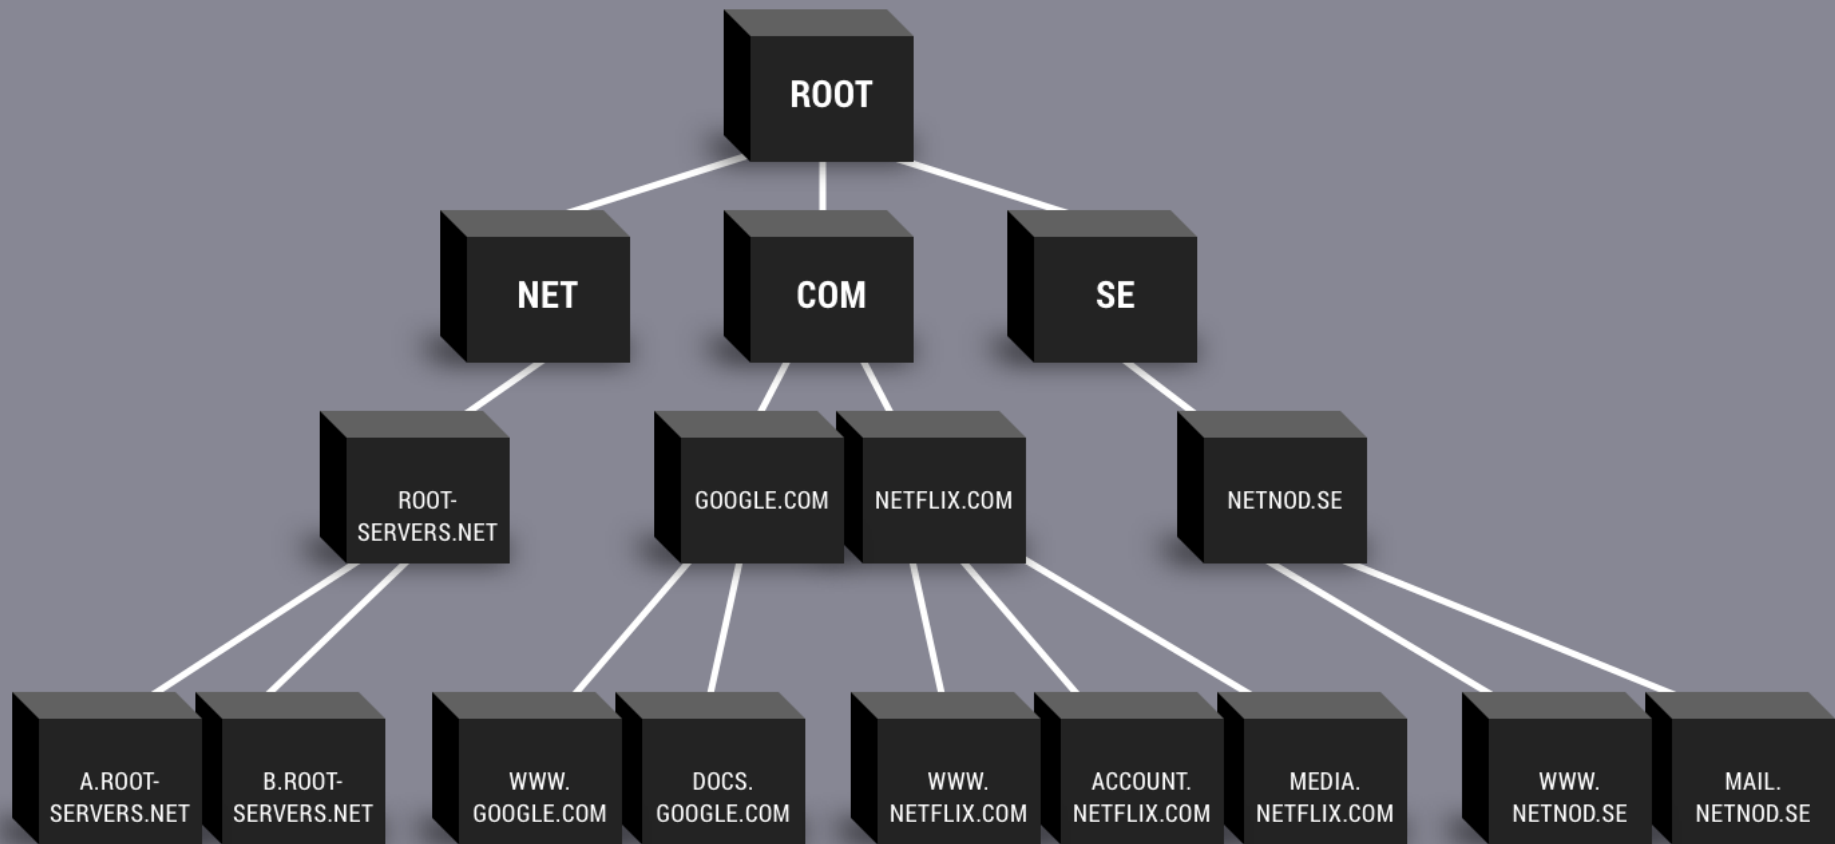 ROOT
NET
COM
SE
ROOT-
SERVERS.NET
GOOGLE.COM
NETFLIX.COM
NETNOD.SE
A.ROOT-
SERVERS.NET
B.ROOT-
SERVERS.NET
WWW.
GOOGLE.COM
DOCS.
GOOGLE.COM
WWW.
NETFLIX.COM
ACCOUNT.
NETFLIX.COM
MEDIA.
NETFLIX.COM
WWW.
NETNOD.SE
MAIL.
NETNOD.SE